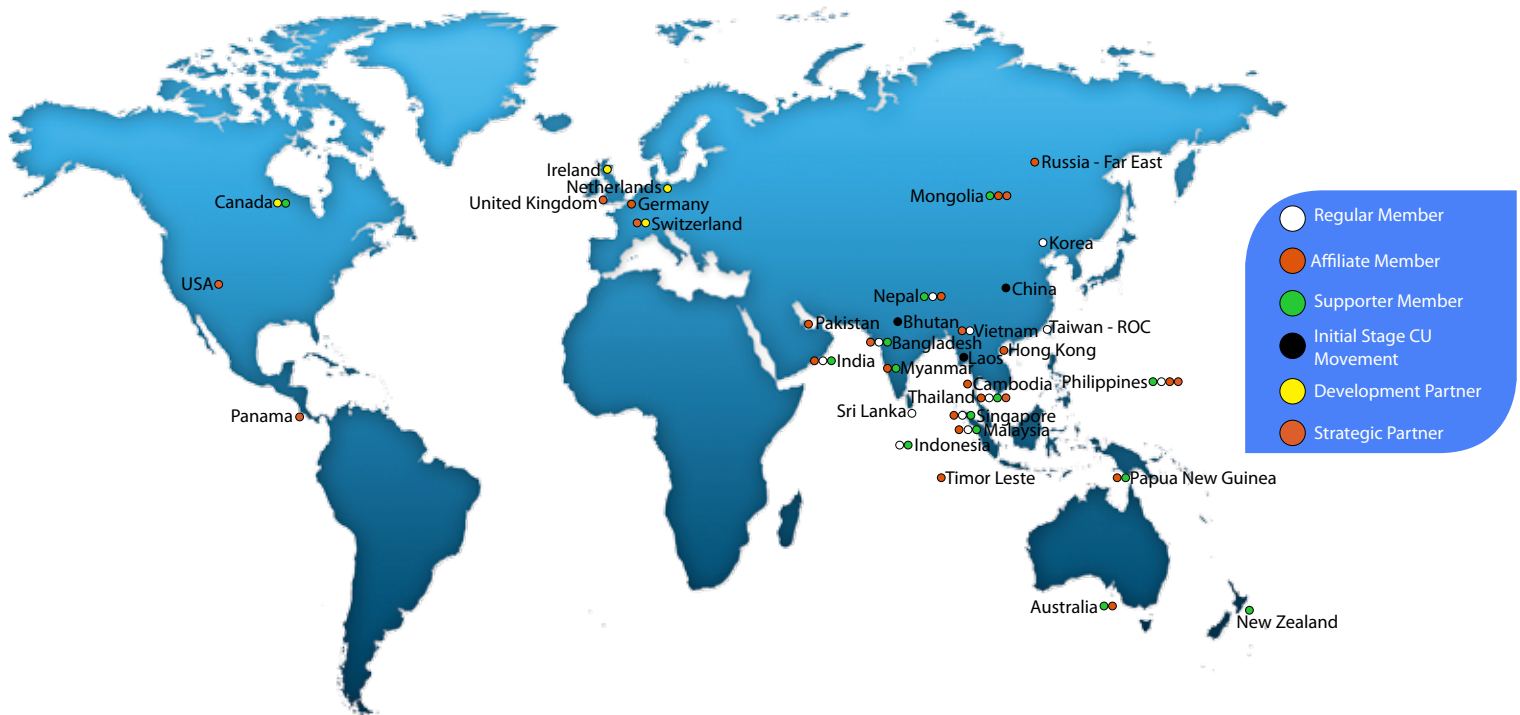 Russia - Far East
Ireland
Netherlands
Mongolia
Canada
United Kingdom
Germany
Switzerland
Regular Member
Korea
Affiliate Member
USA
China
Nepal
Supporter Member
Pakistan
Bhutan
Vietnam
Taiwan - ROC
Initial Stage CU
Movement
Bangladesh
Hong Kong
India
Laos
Myanmar
Cambodia
Philippines
Development Partner
Thailand
Sri Lanka
Singapore
Panama
Malaysia
Strategic Partner
Indonesia
Timor Leste
Papua New Guinea
Australia
New Zealand